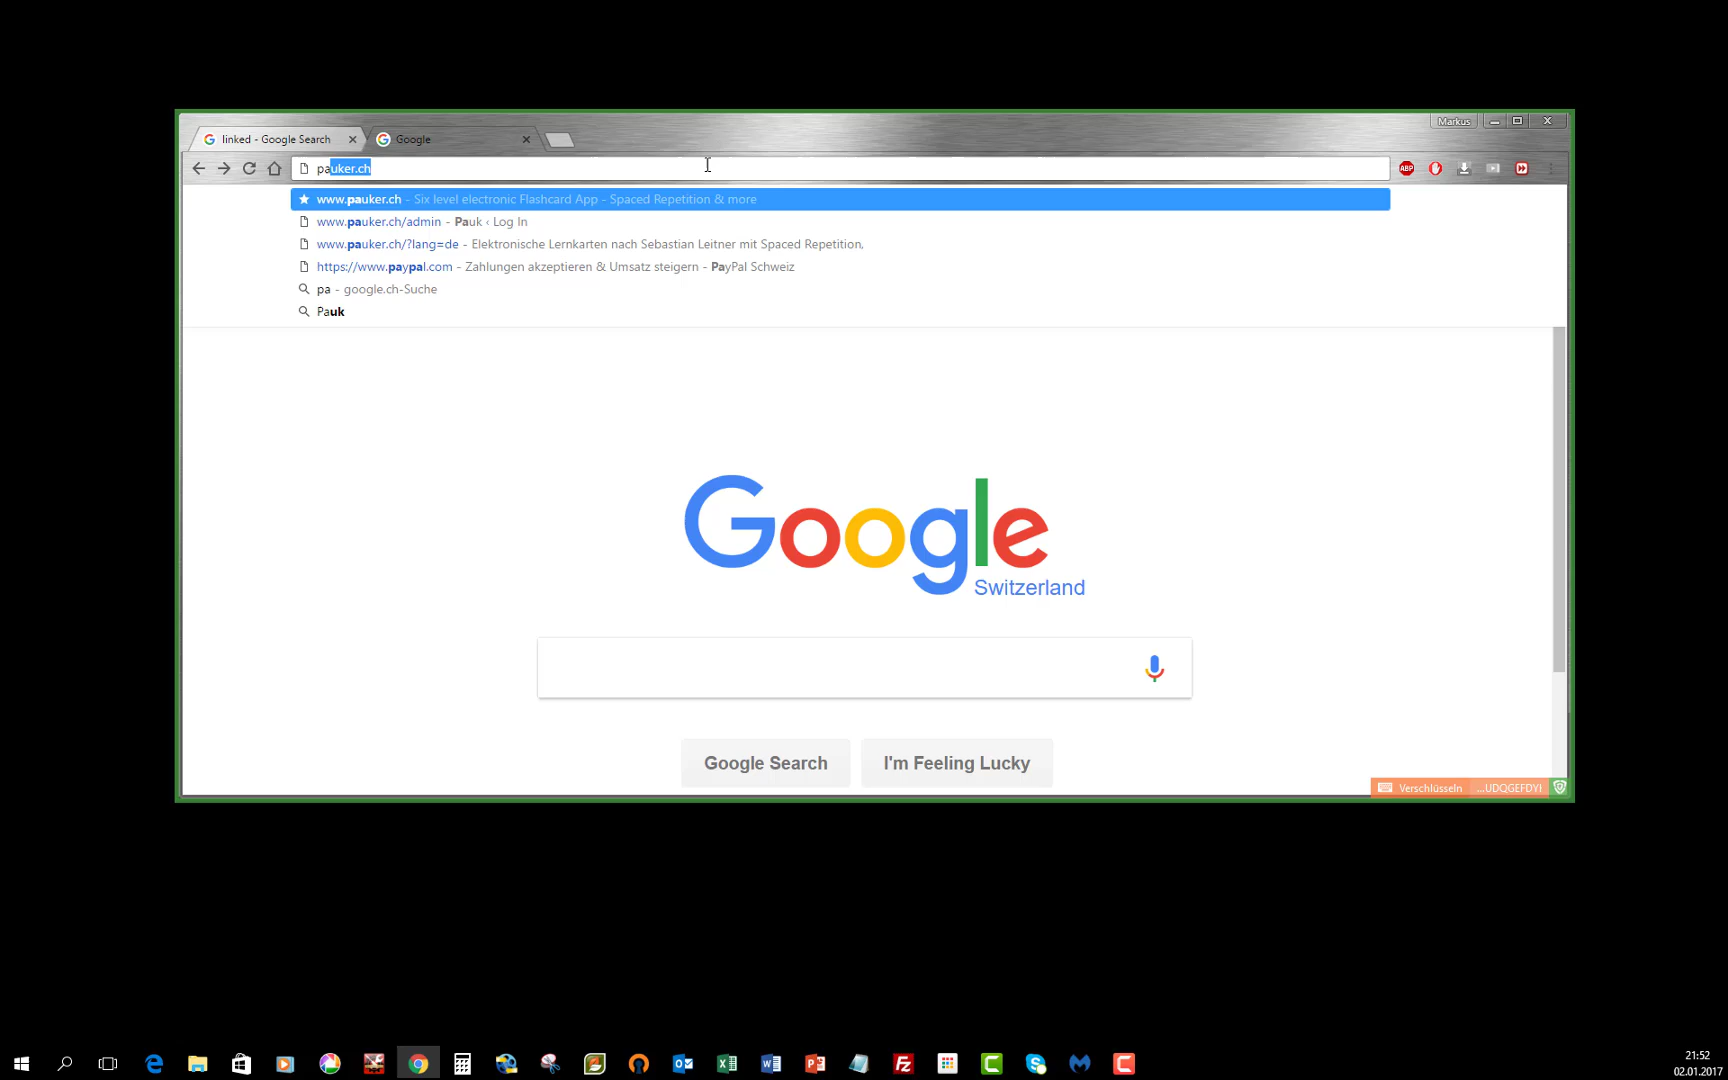 linked - Google Search
Google
Markus
pauker.ch
ABP
www.pauker.ch - Six level electronic Flashcard App - Spaced Repetition & more
www.pauker.ch/admin - Pauk ‹ Log In
www.pauker.ch/?lang=de - Elektronische Lernkarten nach Sebastian Leitner mit Spaced Repetition,
https://www.paypal.com - Zahlungen akzeptieren & Umsatz steigern - PayPal Schweiz
pa - google.ch-Suche
Pauk
Google
Switzerland
Google Search
I'm Feeling Lucky
Verschlüsseln
...UDQGEFDY!
21:52
02.01.2017